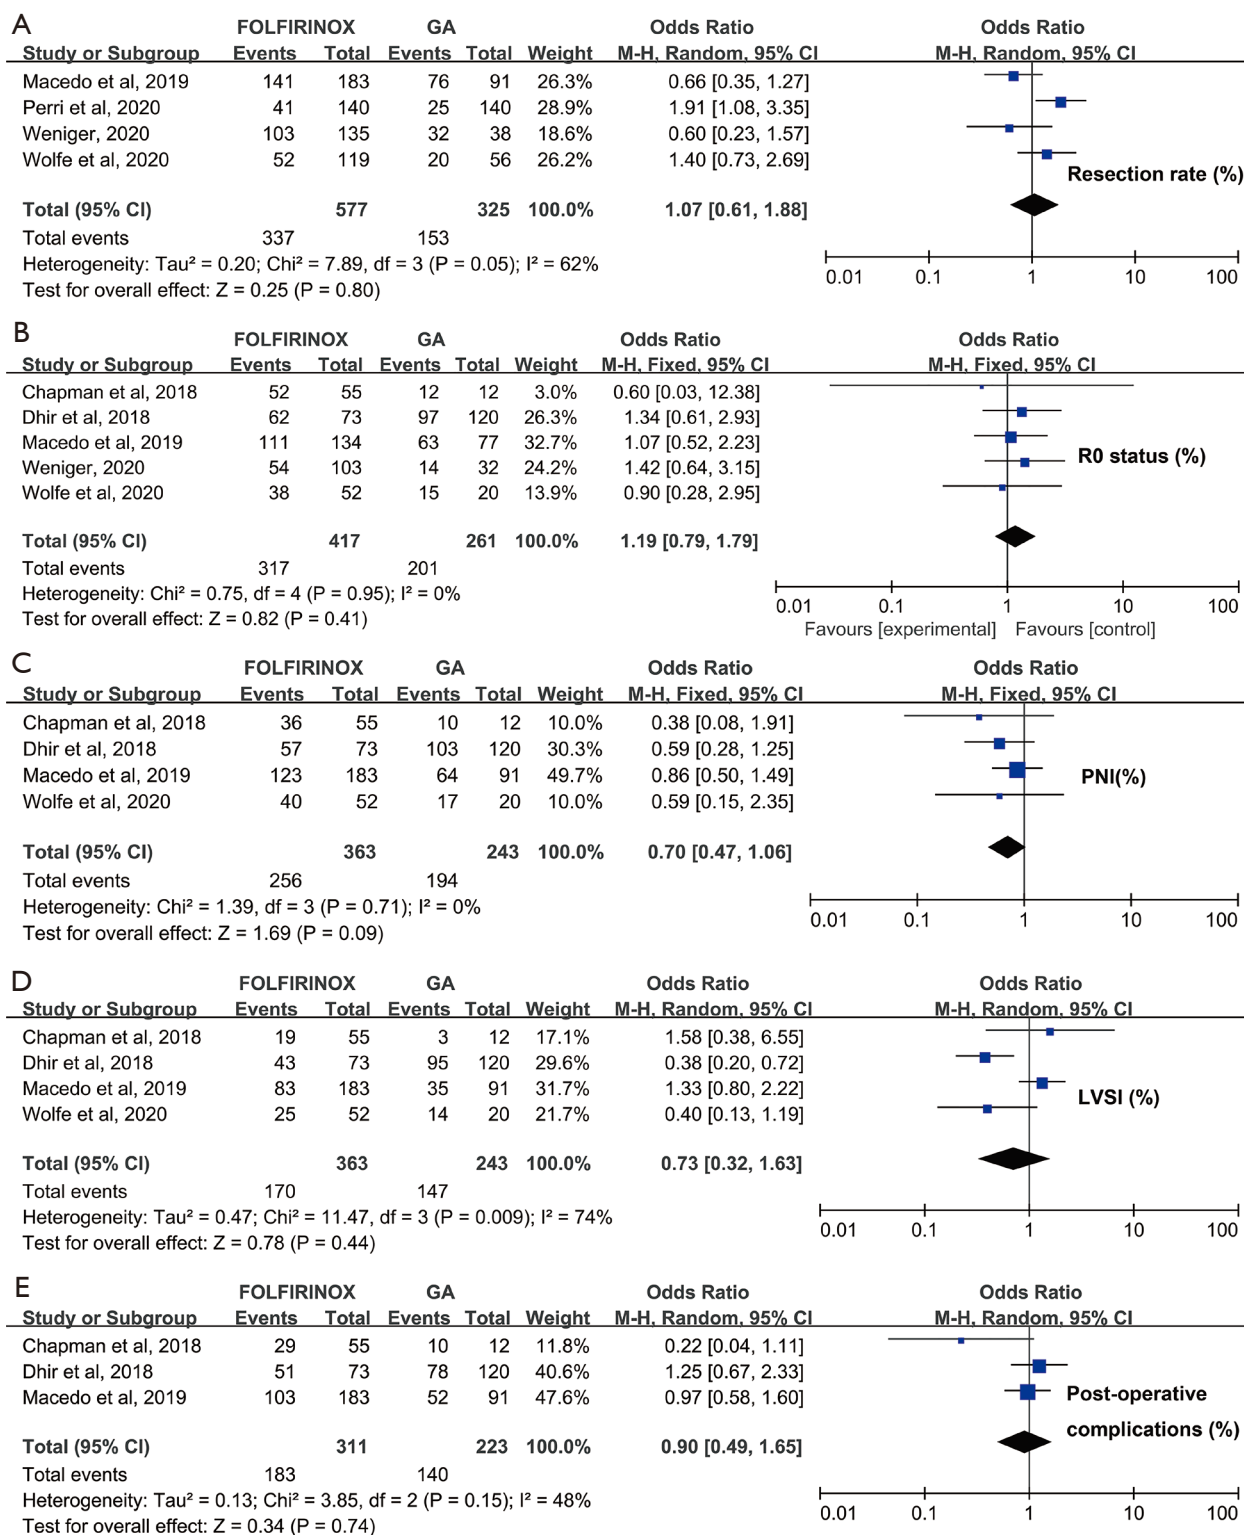 A
FOLFIRINOX GA Odds Ratio Odds Ratio
Study or Subgroup Events Total Events Total Weight M-H, Random, 95% CI M-H, Random, 95% CI
Macedo et al, 2019 141 183 76 91 26.3% 0.66 [0.35, 1.27]
Perri et al, 2020 41 140 25 140 28.9% 1.91 [1.08, 3.35]
Weniger, 2020 103 135 32 38 18.6% 0.60 [0.23, 1.57]
Wolfe et al, 2020 52 119 20 56 26.2% 1.40 [0.73, 2.69]
Resection rate (%)
Total (95% CI) 577 325 100.0% 1.07 [0.61, 1.88]
Total events 337 153
Heterogeneity: Tau² = 0.20; Chi² = 7.89, df = 3 (P = 0.05); I² = 62%
Test for overall effect: Z = 0.25 (P = 0.80)
0.01 0.1 1 10 100
B
FOLFIRINOX GA Odds Ratio Odds Ratio
Study or Subgroup Events Total Events Total Weight M-H, Fixed, 95% CI M-H, Fixed, 95% CI
Chapman et al, 2018 52 55 12 12 3.0% 0.60 [0.03, 12.38]
Dhir et al, 2018 62 73 97 120 26.3% 1.34 [0.61, 2.93]
Macedo et al, 2019 111 134 63 77 32.7% 1.07 [0.52, 2.23]
Weniger, 2020 54 103 14 32 24.2% 1.42 [0.64, 3.15]
Wolfe et al, 2020 38 52 15 20 13.9% 0.90 [0.28, 2.95]
R0 status (%)
Total (95% CI) 417 261 100.0% 1.19 [0.79, 1.79]
Total events 317 201
Heterogeneity: Chi² = 0.75, df = 4 (P = 0.95); I² = 0%
Test for overall effect: Z = 0.82 (P = 0.41)
0.01 0.1 1 10 100
Favours [experimental] Favours [control]
C
FOLFIRINOX GA Odds Ratio Odds Ratio
Study or Subgroup Events Total Events Total Weight M-H, Fixed, 95% CI M-H, Fixed, 95% CI
Chapman et al, 2018 36 55 10 12 10.0% 0.38 [0.08, 1.91]
Dhir et al, 2018 57 73 103 120 30.3% 0.59 [0.28, 1.25]
Macedo et al, 2019 123 183 64 91 49.7% 0.86 [0.50, 1.49]
Wolfe et al, 2020 40 52 17 20 10.0% 0.59 [0.15, 2.35]
PNI(%)
Total (95% CI) 363 243 100.0% 0.70 [0.47, 1.06]
Total events 256 194
Heterogeneity: Chi² = 1.39, df = 3 (P = 0.71); I² = 0%
Test for overall effect: Z = 1.69 (P = 0.09)
0.01 0.1 1 10 100
D
FOLFIRINOX GA Odds Ratio Odds Ratio
Study or Subgroup Events Total Events Total Weight M-H, Random, 95% CI M-H, Random, 95% CI
Chapman et al, 2018 19 55 3 12 17.1% 1.58 [0.38, 6.55]
Dhir et al, 2018 43 73 95 120 29.6% 0.38 [0.20, 0.72]
Macedo et al, 2019 83 183 35 91 31.7% 1.33 [0.80, 2.22]
Wolfe et al, 2020 25 52 14 20 21.7% 0.40 [0.13, 1.19]
LVSI (%)
Total (95% CI) 363 243 100.0% 0.73 [0.32, 1.63]
Total events 170 147
Heterogeneity: Tau² = 0.47; Chi² = 11.47, df = 3 (P = 0.009); I² = 74%
Test for overall effect: Z = 0.78 (P = 0.44)
0.01 0.1 1 10 100
E
FOLFIRINOX GA Odds Ratio Odds Ratio
Study or Subgroup Events Total Events Total Weight M-H, Random, 95% CI M-H, Random, 95% CI
Chapman et al, 2018 29 55 10 12 11.8% 0.22 [0.04, 1.11]
Dhir et al, 2018 51 73 78 120 40.6% 1.25 [0.67, 2.33]
Macedo et al, 2019 103 183 52 91 47.6% 0.97 [0.58, 1.60]
Post-operative
complications (%)
Total (95% CI) 311 223 100.0% 0.90 [0.49, 1.65]
Total events 183 140
Heterogeneity: Tau² = 0.13; Chi² = 3.85, df = 2 (P = 0.15); I² = 48%
Test for overall effect: Z = 0.34 (P = 0.74)
0.01 0.1 1 10 100